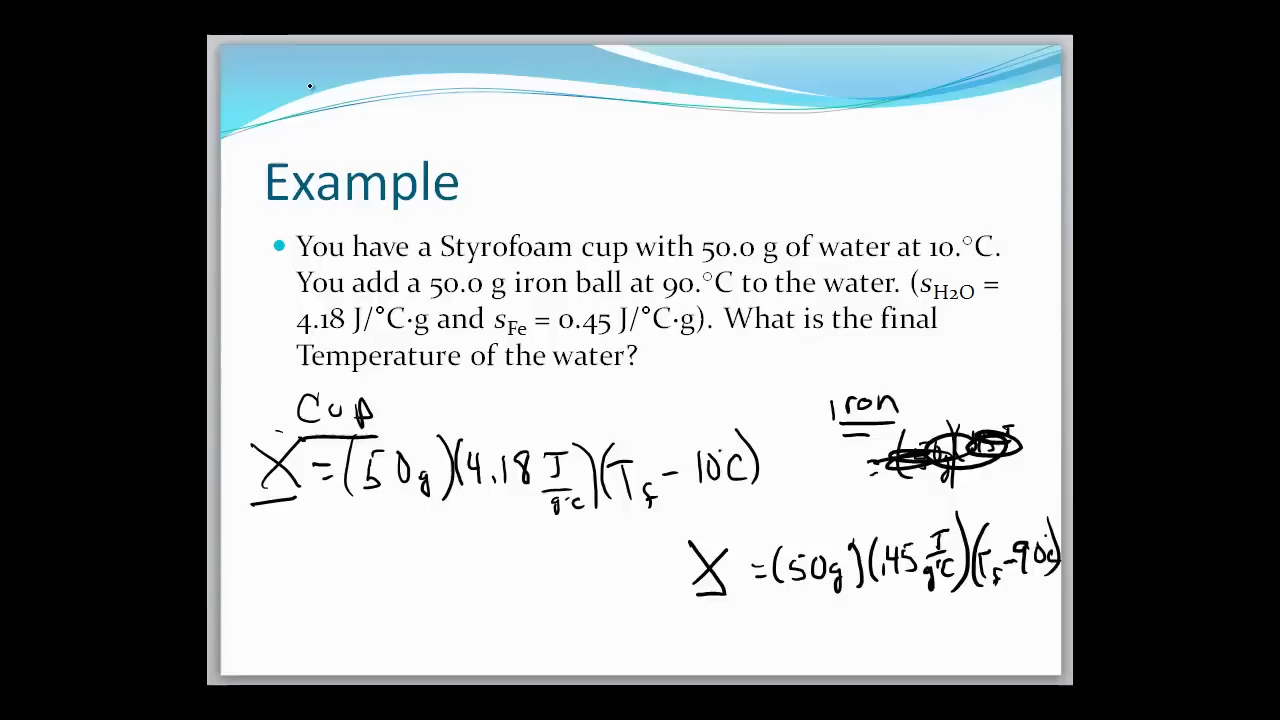 Example
You have a Styrofoam cup with 50.0 g of water at 10.°C.
You add a 50.0 g iron ball at 90.°C to the water. (sH2O =
4.18 J/°C·g and sFe = 0.45 J/°C·g). What is the final
Temperature of the water?
Cup
iron
X = (50g)(4.18 J/g°C)(Tf - 10°C)
X = (50g)(.45 J/g°C)(Tf - 90°C)